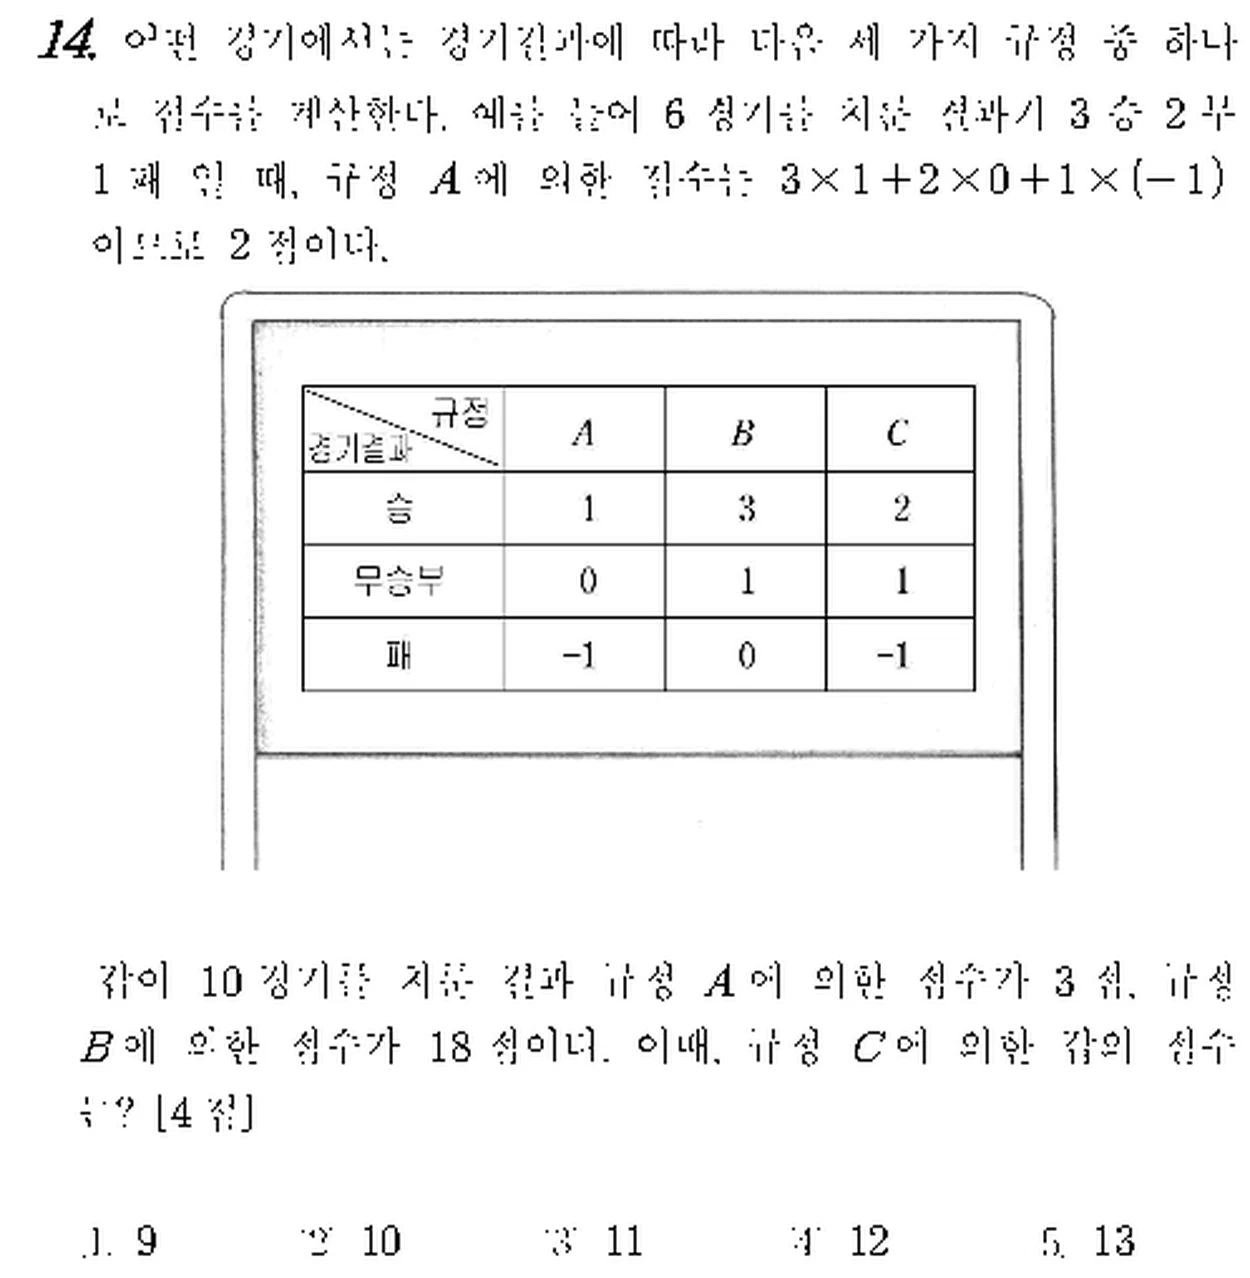 14. 어떤 경기에서는 경기결과에 따라 다음 세 가지 규정 중 하나
로 점수를 계산한다. 예를 들어 6 경기를 치른 결과가 3 승 2 무
1 패 일 때, 규정 A에 의한 점수는 3×1+2×0+1×(−1)
이므로 2 점이다.
규정
경기결과
A B C
승 1 3 2
무승부 0 1 1
패 -1 0 -1
갑이 10 경기를 치른 결과 규정 A에 의한 점수가 3 점, 규정
B에 의한 점수가 18 점이다. 이때, 규정 C에 의한 갑의 점수
는? [4 점]
① 9 ② 10 ③ 11 ④ 12 ⑤ 13